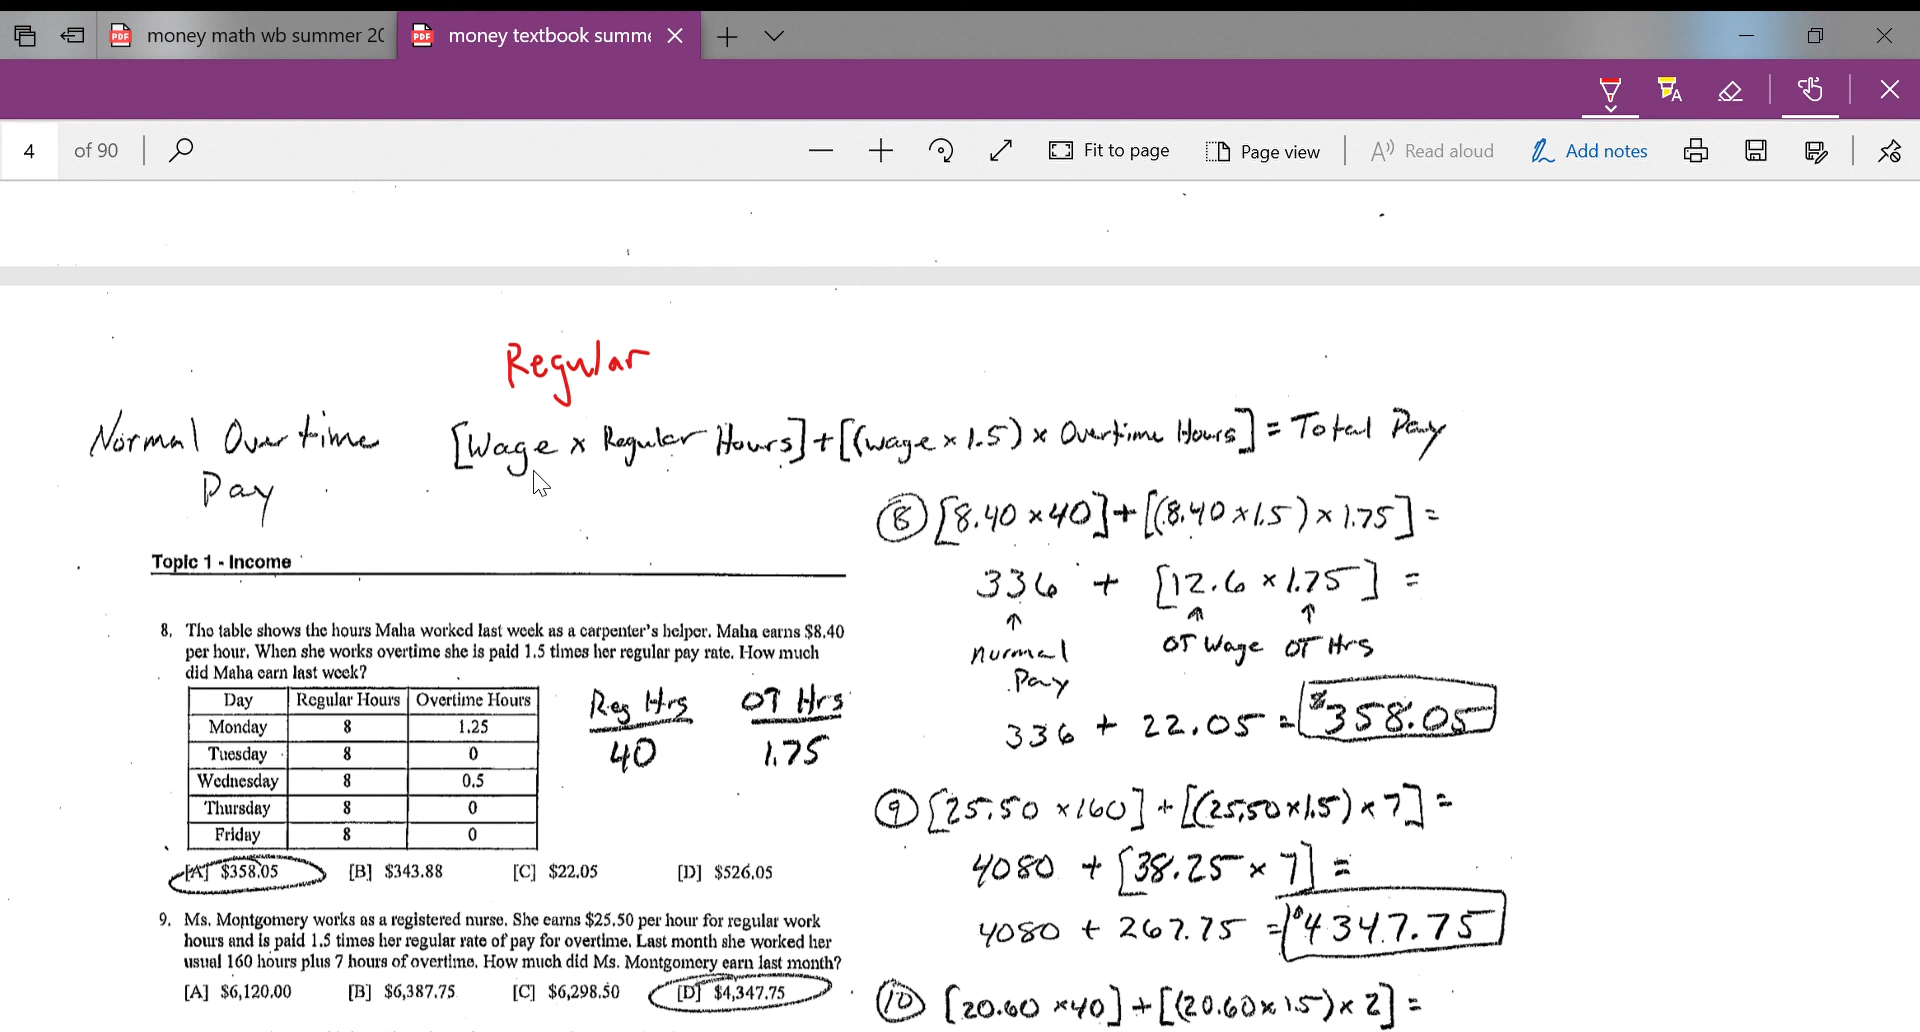 money math wb summer 20
money textbook summe
4 of 90
Fit to page
Page view
Read aloud
Add notes
Regular
Normal Overtime Pay
[Wage x Regular Hours] + [(wage x 1.5) x Overtime Hours] = Total Pay
Topic 1 - Income
8. The table shows the hours Maha worked last week as a carpenter's helper. Maha earns $8.40
per hour. When she works overtime she is paid 1.5 times her regular pay rate. How much
did Maha earn last week?
Day Regular Hours Overtime Hours
Monday 8 1.25
Tuesday 8 0
Wednesday 8 0.5
Thursday 8 0
Friday 8 0
Reg Hrs OT Hrs
40 1.75
[A] $358.05 [B] $343.88 [C] $22.05 [D] $526.05
9. Ms. Montgomery works as a registered nurse. She earns $25.50 per hour for regular work
hours and is paid 1.5 times her regular rate of pay for overtime. Last month she worked her
usual 160 hours plus 7 hours of overtime. How much did Ms. Montgomery earn last month?
[A] $6,120.00 [B] $6,387.75 [C] $6,298.50 [D] $4,347.75
8 [8.40 x 40] + [(8.40 x 1.5) x 1.75] =
336 + [12.6 x 1.75] =
↑ ↑ ↑
normal Pay OT Wage OT Hrs
336 + 22.05 = $358.05
9 [25.50 x 160] + [(25.50 x 1.5) x 7] =
4080 + [38.25 x 7] =
4080 + 267.75 = $4347.75
10 [20.60 x 40] + [(20.60 x 1.5) x 2] =